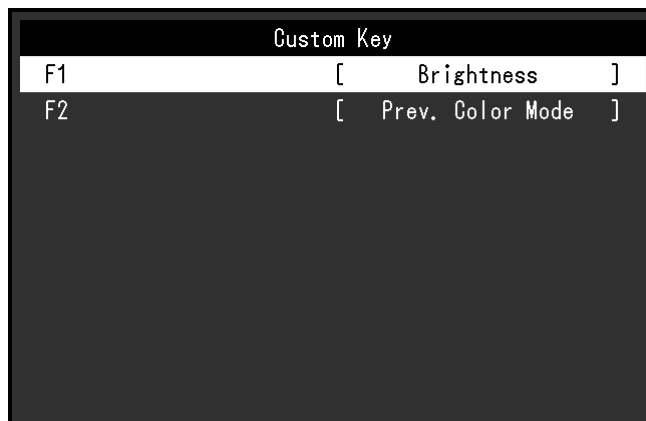 Custom Key
F1 [ Brightness ]
F2 [ Prev. Color Mode ]